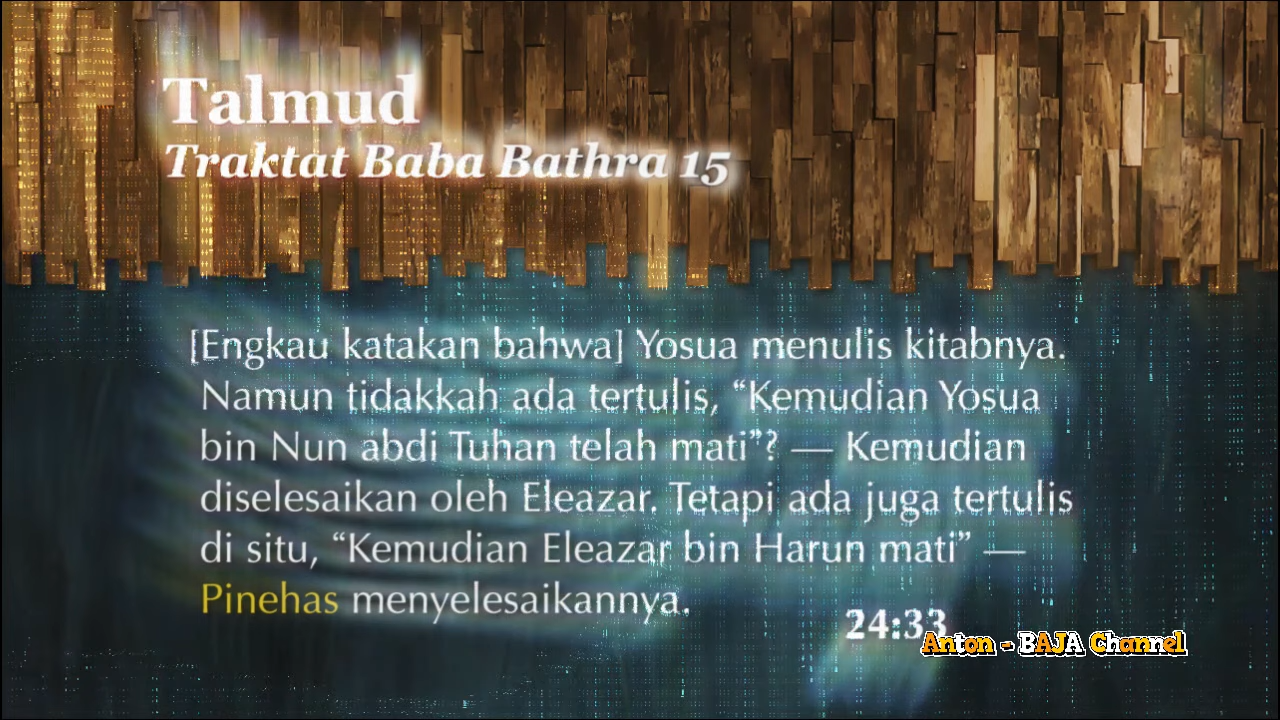 Talmud
Traktat Baba Bathra 15
[Engkau katakan bahwa] Yosua menulis kitabnya.
Namun tidakkah ada tertulis, “Kemudian Yosua
bin Nun abdi Tuhan telah mati”? — Kemudian
diselesaikan oleh Eleazar. Tetapi ada juga tertulis
di situ, “Kemudian Eleazar bin Harun mati” —
Pinehas menyelesaikannya.
24:33
Anton - BAJA Channel